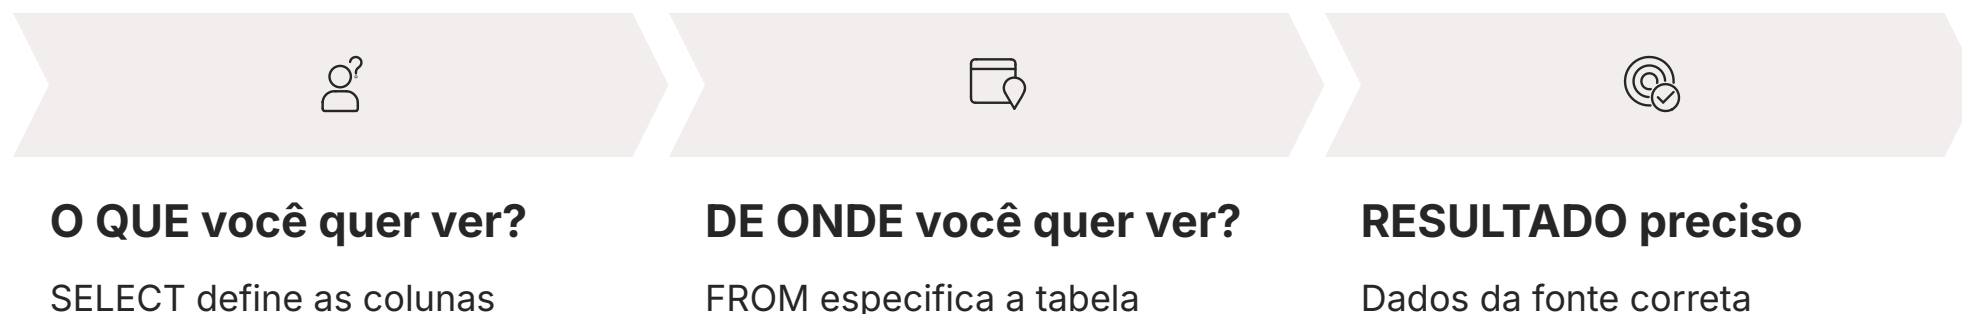 O QUE você quer ver?
SELECT define as colunas
DE ONDE você quer ver?
FROM especifica a tabela
RESULTADO preciso
Dados da fonte correta